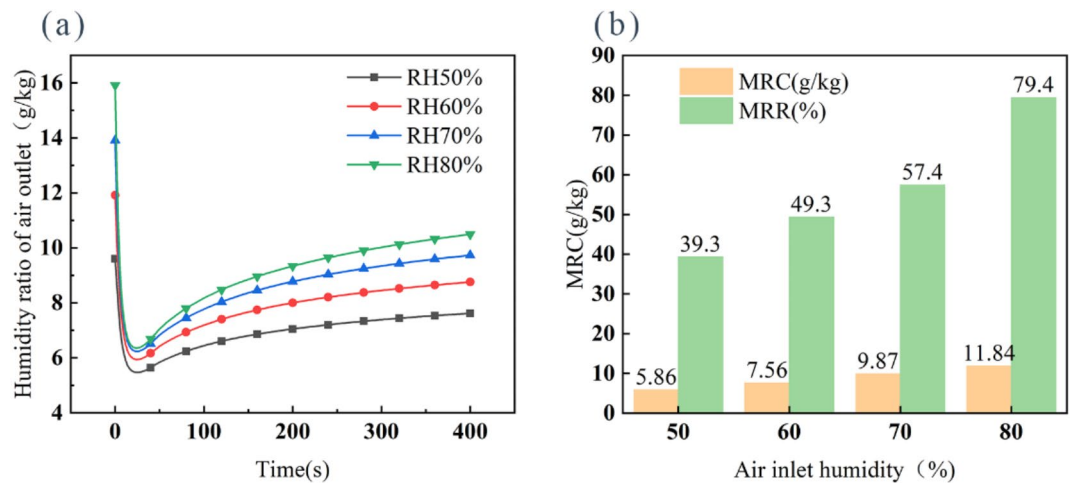 (a)
Humidity ratio of air outlet（g/kg）
16
14
12
10
8
6
4
RH50%
RH60%
RH70%
RH80%
0 100 200 300 400
Time(s)
(b)
MRC(g/kg)
90
80
70
60
50
40
30
20
10
0
MRC(g/kg)
MRR(%)
5.86 39.3 7.56 49.3 9.87 57.4 11.84 79.4
50 60 70 80
Air inlet humidity（%)